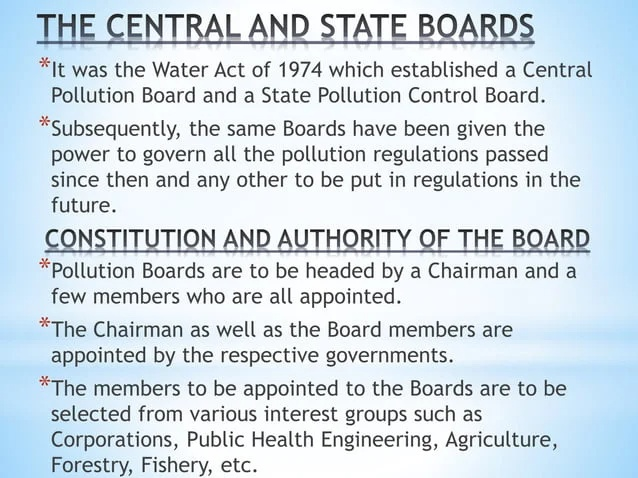 THE CENTRAL AND STATE BOARDS
*It was the Water Act of 1974 which established a Central
Pollution Board and a State Pollution Control Board.
*Subsequently, the same Boards have been given the
power to govern all the pollution regulations passed
since then and any other to be put in regulations in the
future.
CONSTITUTION AND AUTHORITY OF THE BOARD
*Pollution Boards are to be headed by a Chairman and a
few members who are all appointed.
*The Chairman as well as the Board members are
appointed by the respective governments.
*The members to be appointed to the Boards are to be
selected from various interest groups such as
Corporations, Public Health Engineering, Agriculture,
Forestry, Fishery, etc.